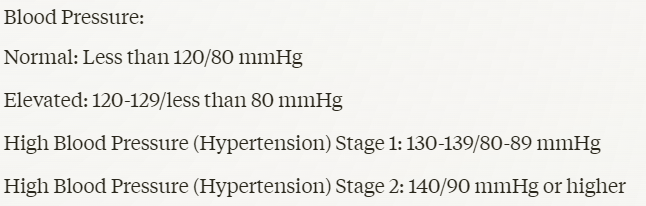 Blood Pressure:
Normal: Less than 120/80 mmHg
Elevated: 120-129/less than 80 mmHg
High Blood Pressure (Hypertension) Stage 1: 130-139/80-89 mmHg
High Blood Pressure (Hypertension) Stage 2: 140/90 mmHg or higher